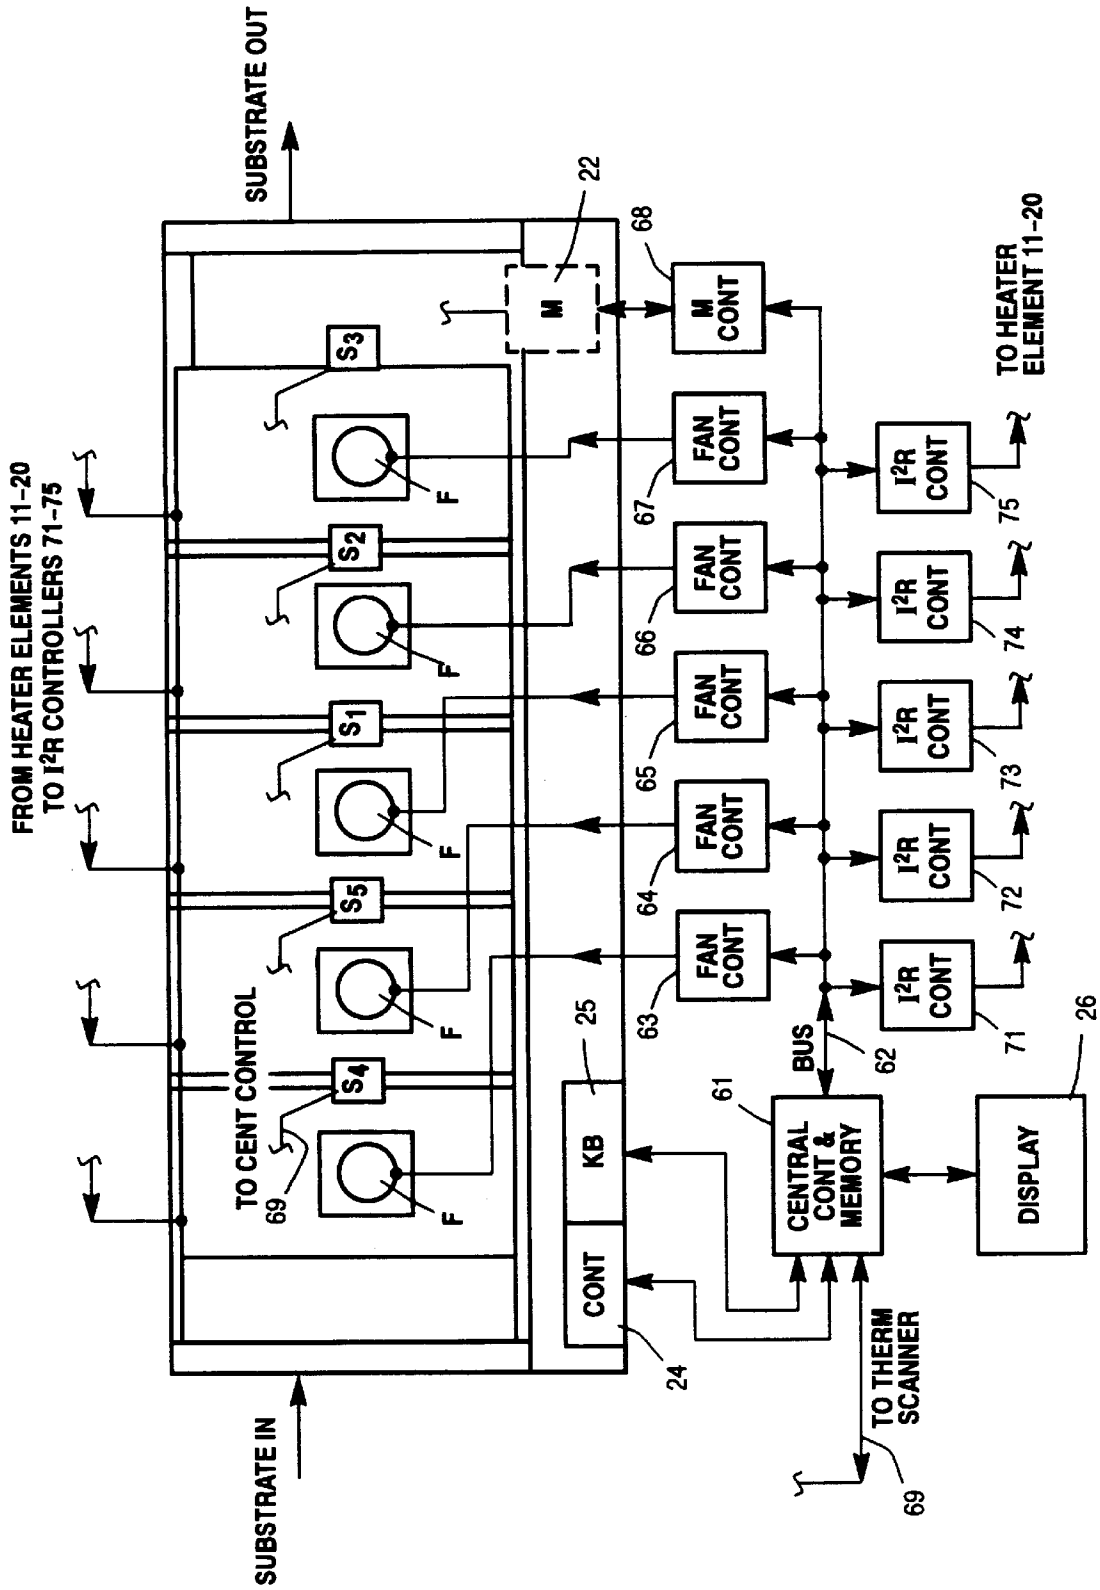 FROM HEATER ELEMENTS 11-20
TO I²R CONTROLLERS 71-75
SUBSTRATE IN
SUBSTRATE OUT
TO CENT CONTROL
69
S4
S5
S1
S2
S3
F
F
F
F
F
M
22
CONT
24
KB
25
63
FAN
CONT
64
FAN
CONT
65
FAN
CONT
66
FAN
CONT
67
FAN
CONT
68
M
CONT
61
CENTRAL
CONT &
MEMORY
BUS
62
I²R
CONT
71
I²R
CONT
72
I²R
CONT
73
I²R
CONT
74
I²R
CONT
75
TO HEATER
ELEMENT 11-20
TO THERM
SCANNER
69
DISPLAY
26